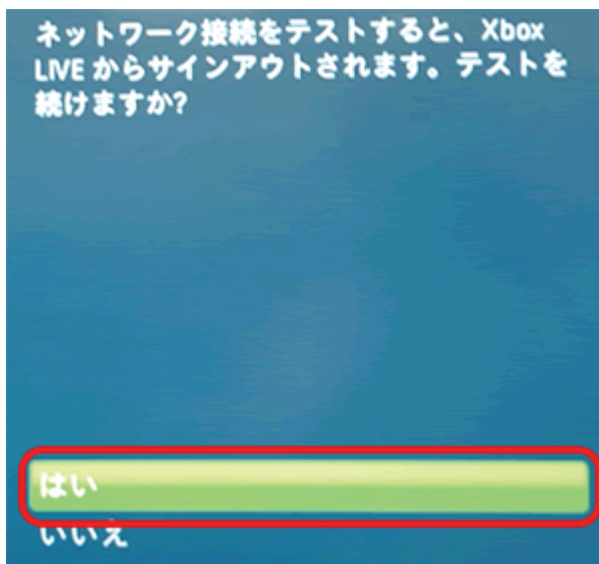 ネットワーク接続をテストすると、Xbox
LIVE からサインアウトされます。テストを
続けますか?
はい
いいえ